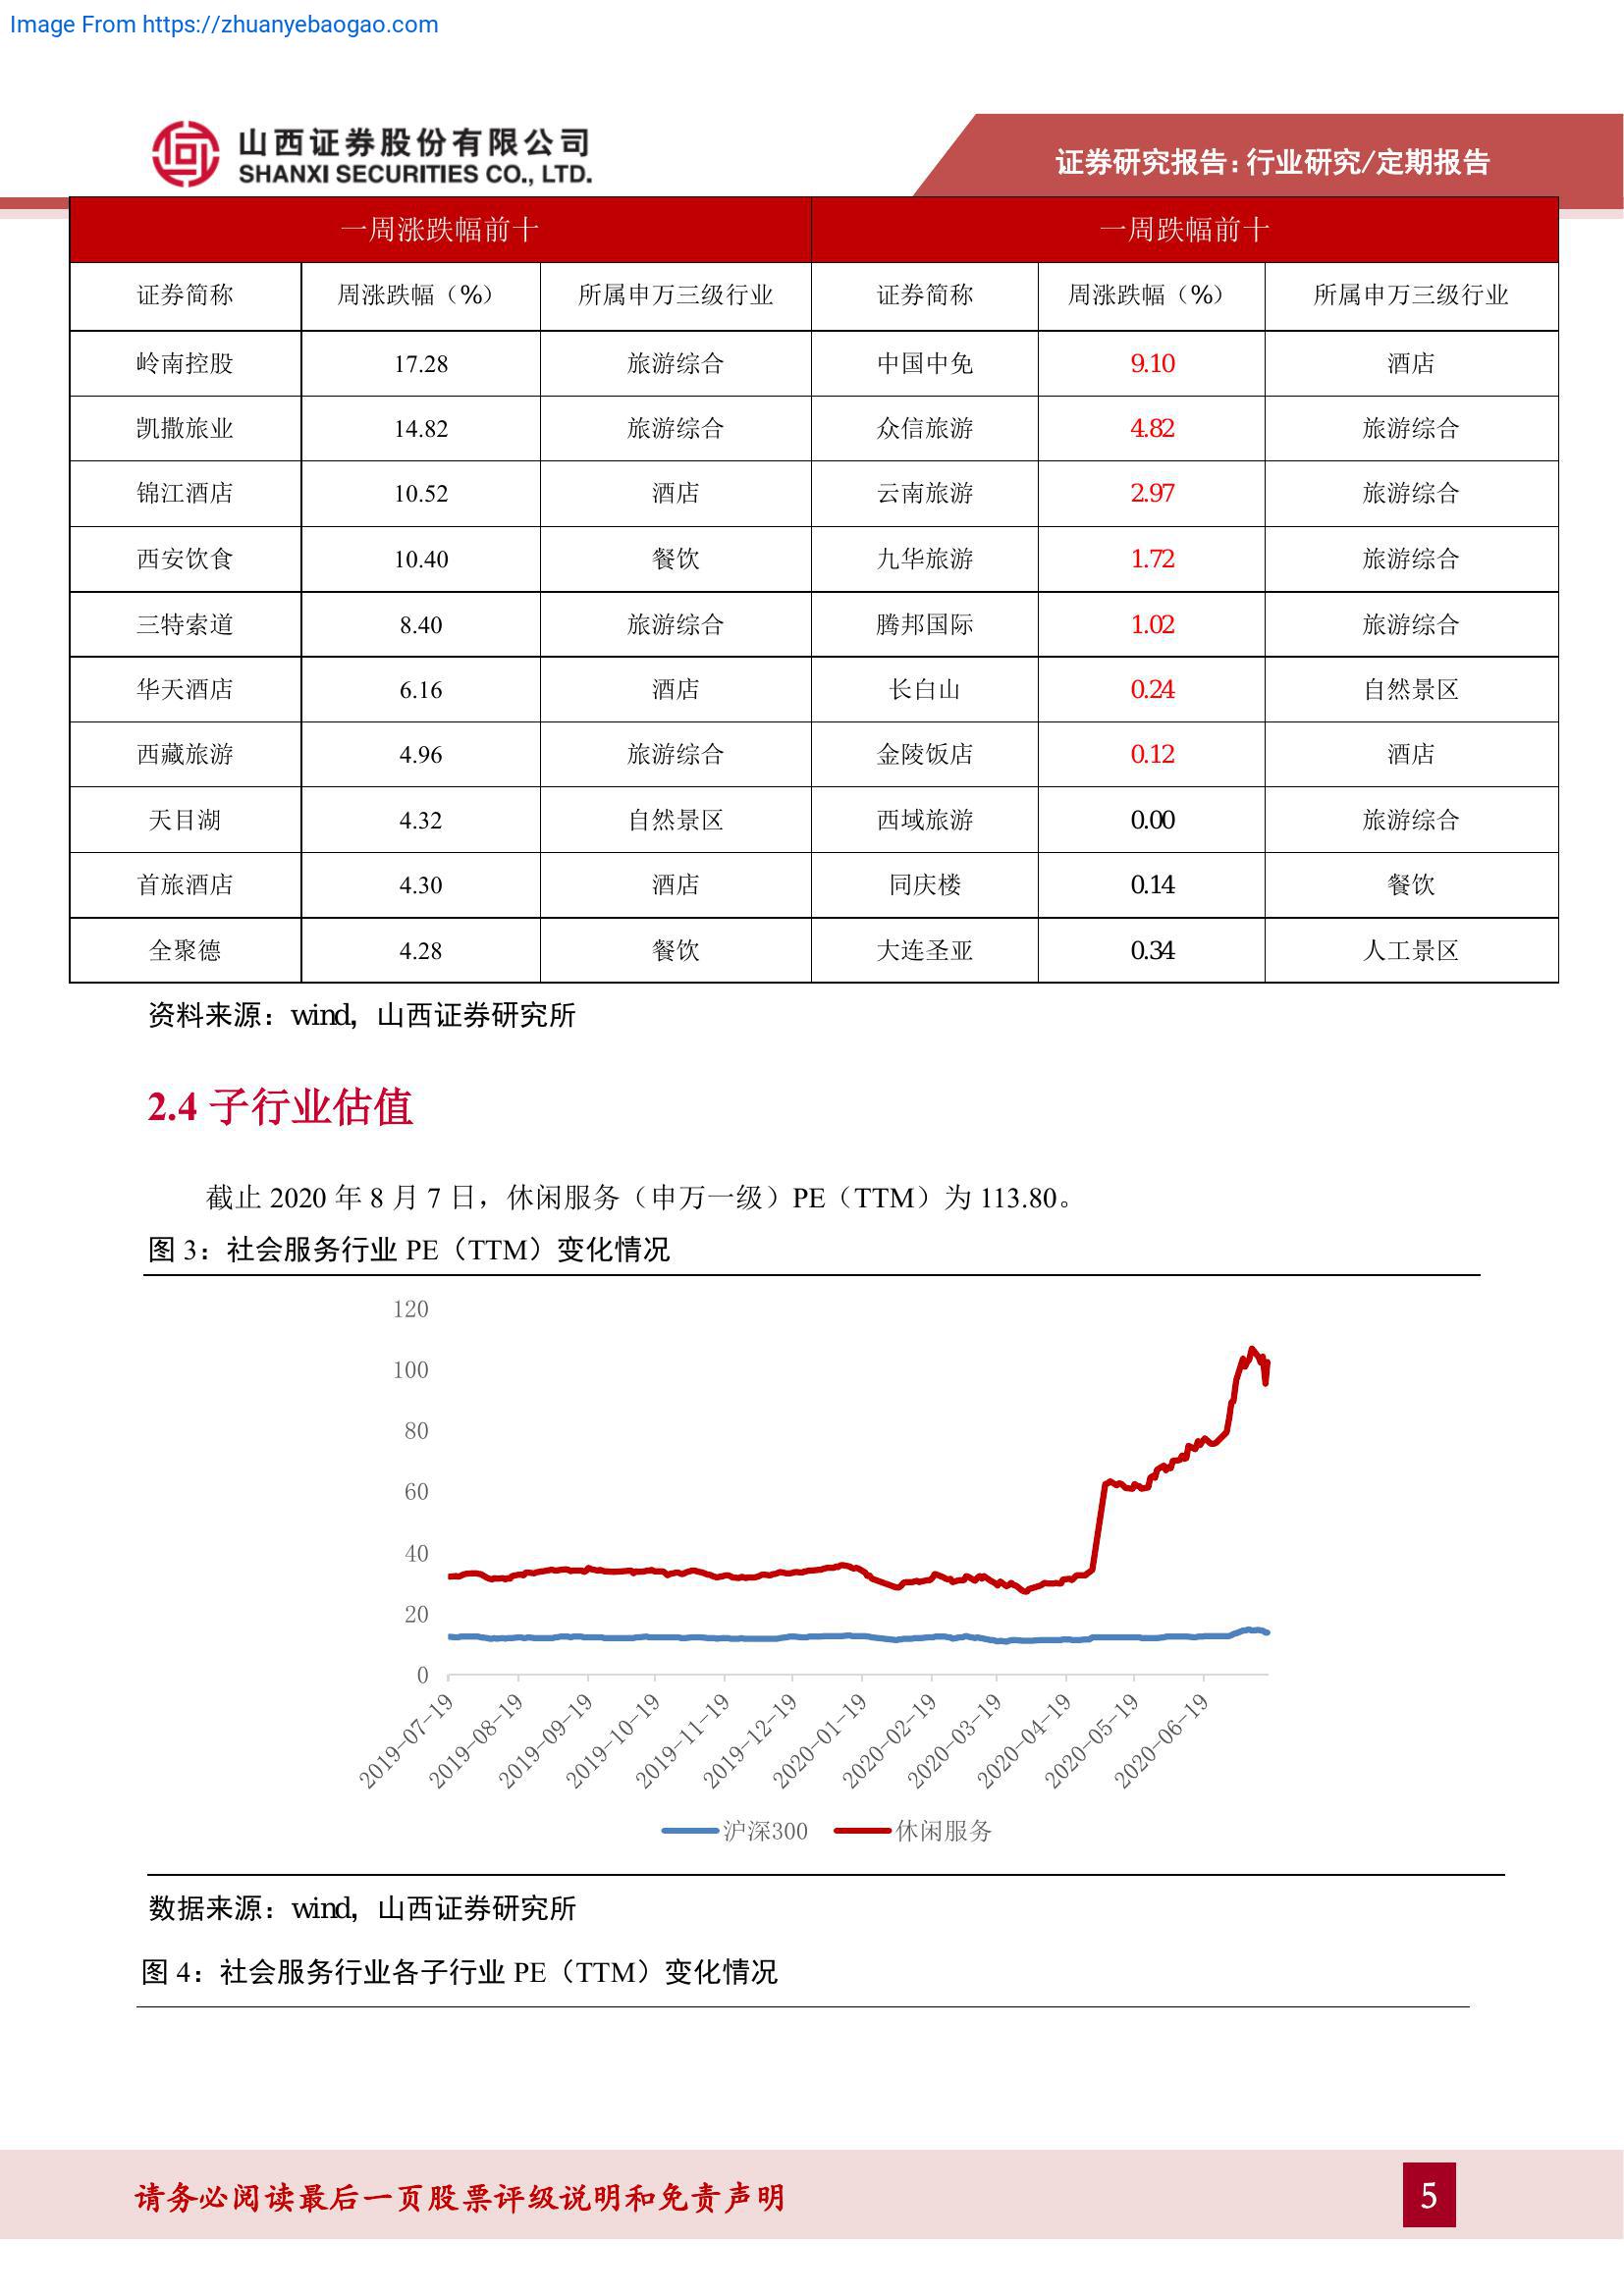 Image From https://zhuanyebaogao.com
山西证券股份有限公司
SHANXI SECURITIES CO., LTD.
证券研究报告：行业研究/定期报告
一周涨跌幅前十 一周跌幅前十
证券简称 周涨跌幅（%） 所属申万三级行业 证券简称 周涨跌幅（%） 所属申万三级行业
岭南控股 17.28 旅游综合 中国中免 9.10 酒店
凯撒旅业 14.82 旅游综合 众信旅游 4.82 旅游综合
锦江酒店 10.52 酒店 云南旅游 2.97 旅游综合
西安饮食 10.40 餐饮 九华旅游 1.72 旅游综合
三特索道 8.40 旅游综合 腾邦国际 1.02 旅游综合
华天酒店 6.16 酒店 长白山 0.24 自然景区
西藏旅游 4.96 旅游综合 金陵饭店 0.12 酒店
天目湖 4.32 自然景区 西域旅游 0.00 旅游综合
首旅酒店 4.30 酒店 同庆楼 0.14 餐饮
全聚德 4.28 餐饮 大连圣亚 0.34 人工景区
资料来源：wind，山西证券研究所
2.4 子行业估值
截止 2020 年 8 月 7 日，休闲服务（申万一级）PE（TTM）为 113.80。
图 3：社会服务行业 PE（TTM）变化情况
120
100
80
60
40
20
0
2019-07-19 2019-08-19 2019-09-19 2019-10-19 2019-11-19 2019-12-19 2020-01-19 2020-02-19 2020-03-19 2020-04-19 2020-05-19 2020-06-19
沪深300 休闲服务
数据来源：wind，山西证券研究所
图 4：社会服务行业各子行业 PE（TTM）变化情况
请务必阅读最后一页股票评级说明和免责声明
5